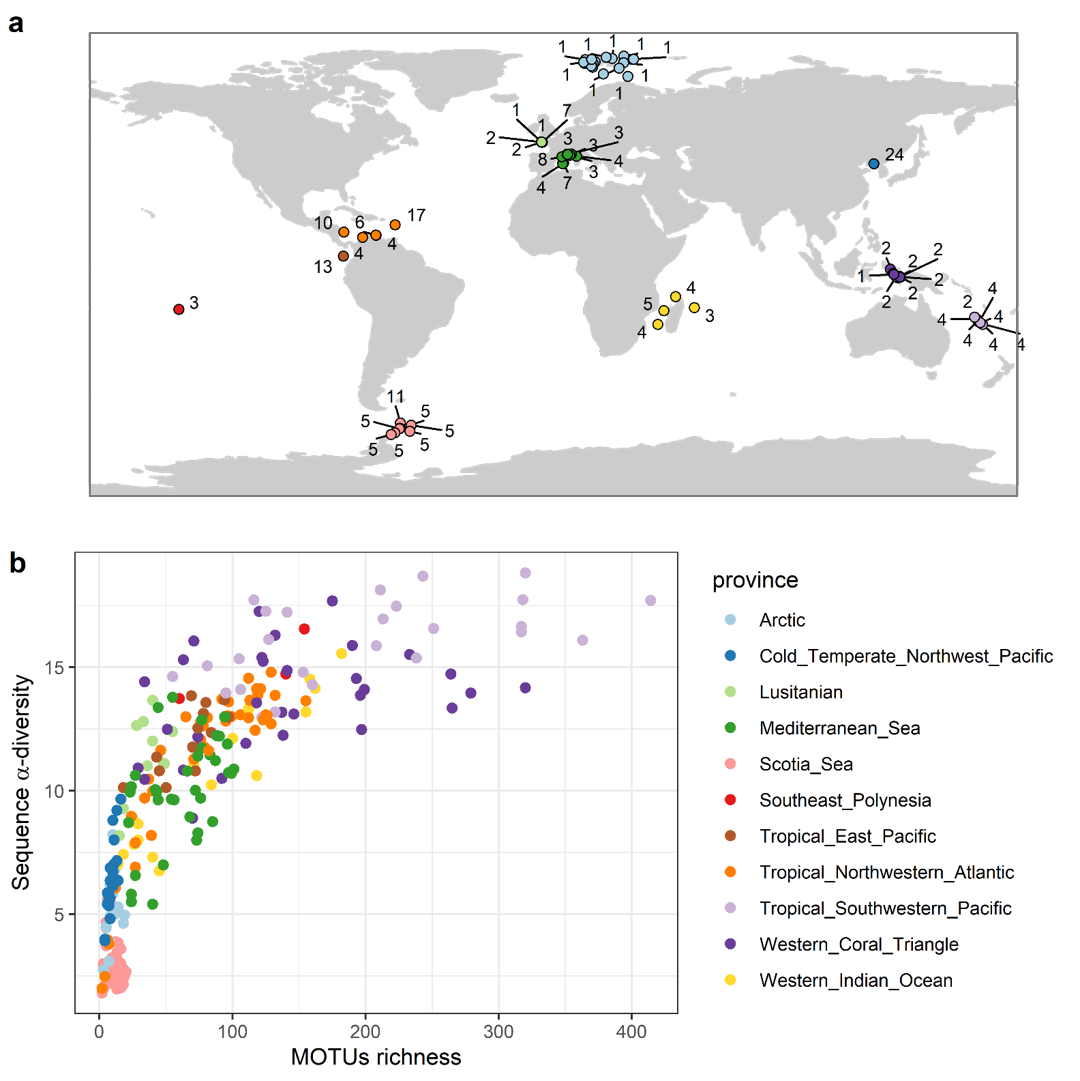 a
1 1 1 1 1
1 1 1 1
1 7
2 1 3 3 3
2 8 4
4 7 3
24
10 6 17
4 4
13
3
5 4
4 3
2 2 2
1 2
2 2
2 4
4 4
4 4 4
11
5 5
5
5 5 5
b
Sequence α-diversity
15
10
5
0 100 200 300 400
MOTUs richness
province
Arctic
Cold_Temperate_Northwest_Pacific
Lusitanian
Mediterranean_Sea
Scotia_Sea
Southeast_Polynesia
Tropical_East_Pacific
Tropical_Northwestern_Atlantic
Tropical_Southwestern_Pacific
Western_Coral_Triangle
Western_Indian_Ocean